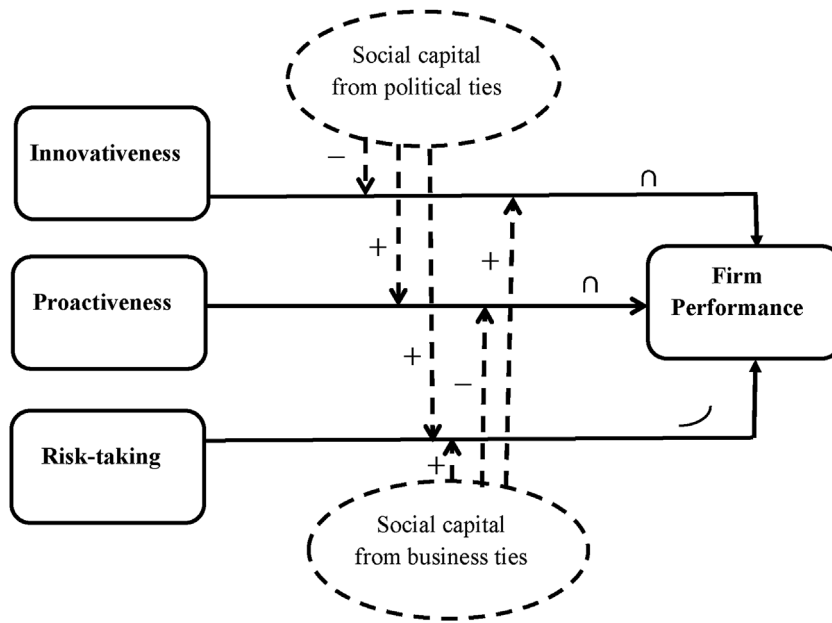 Social capital
from political ties
Innovativeness
−
∩
+
+
Proactiveness
∩
Firm
Performance
+
−
Risk-taking
+
Social capital
from business ties